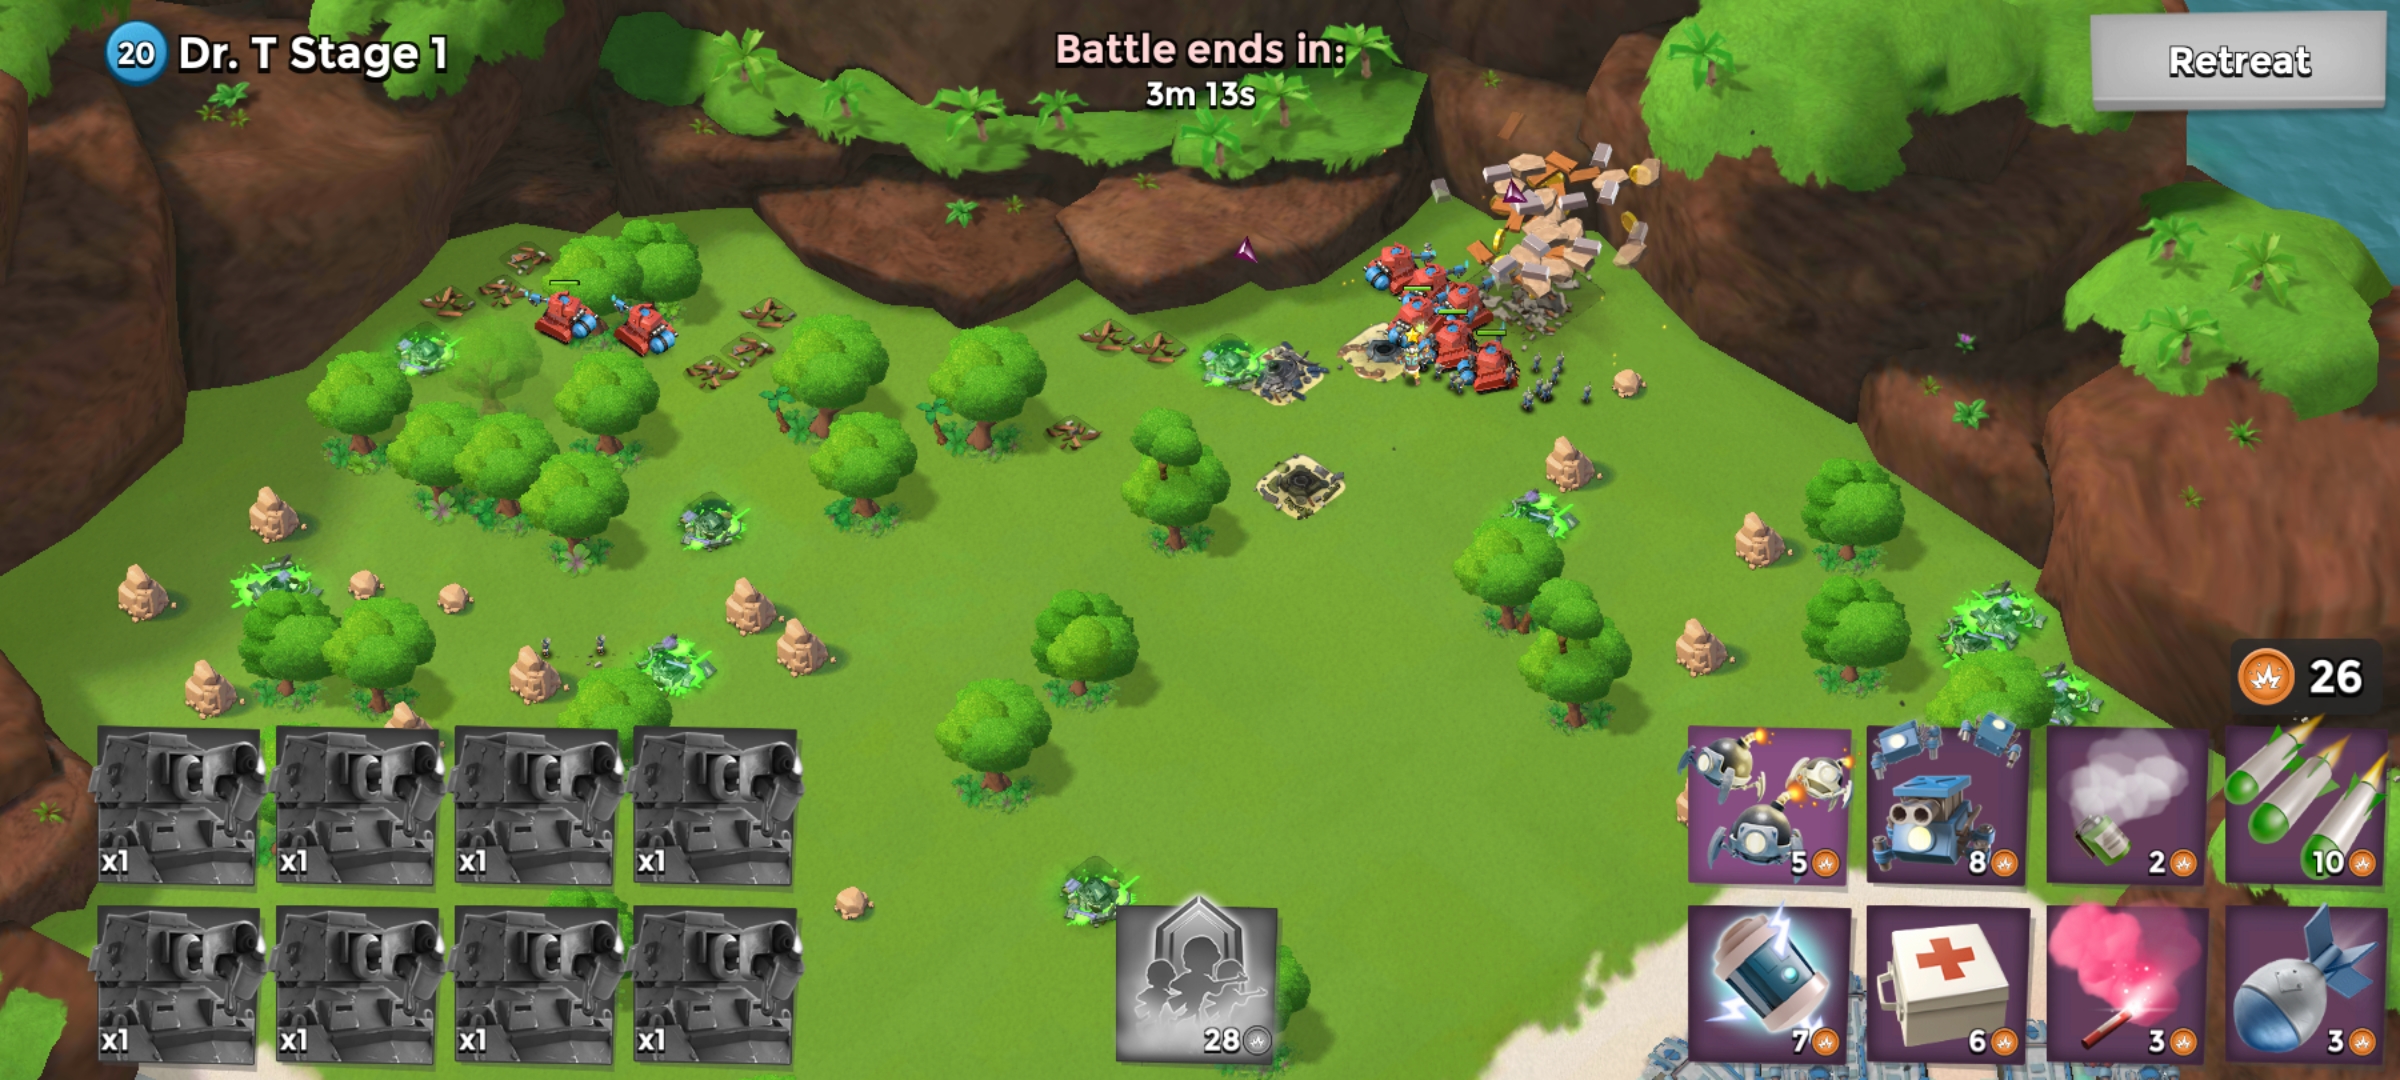 20 Dr. T Stage 1
Battle ends in:
3m 13s
Retreat
26
x1 x1 x1 x1
5 8 2 10
x1 x1 x1 x1
28
7 6 3 3